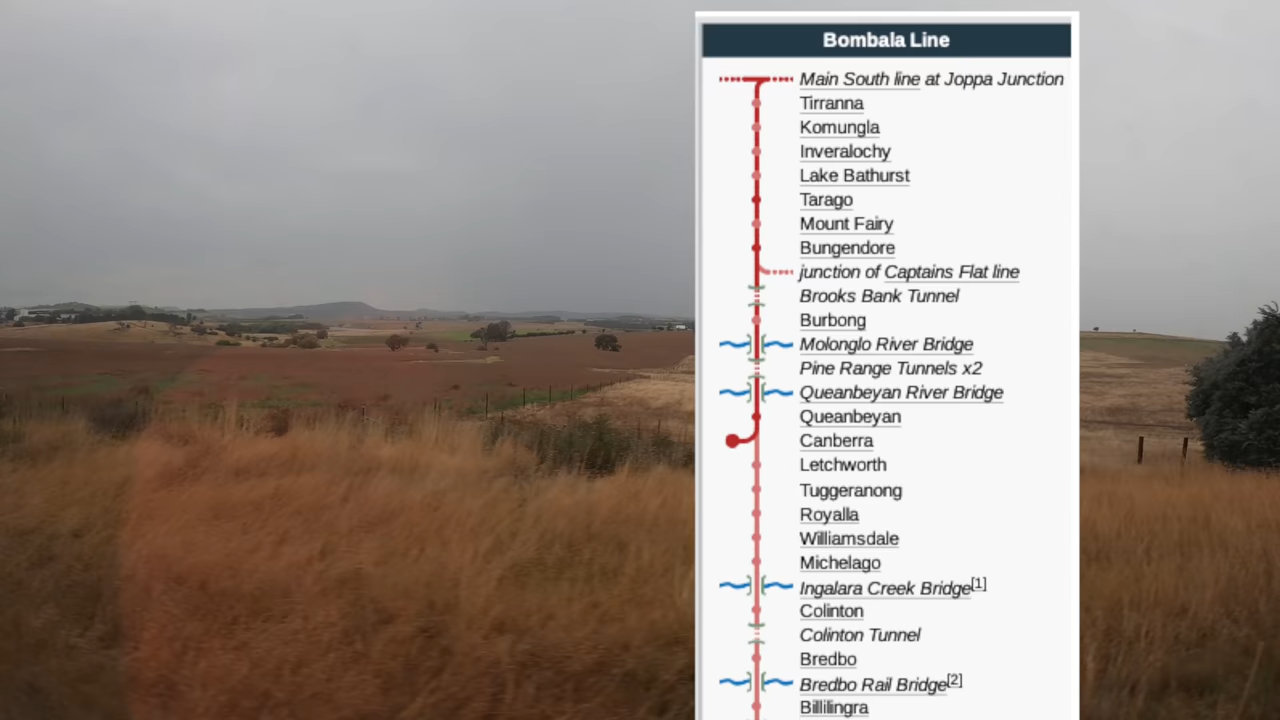 Bombala Line
Main South line at Joppa Junction
Tirranna
Komungla
Inveralochy
Lake Bathurst
Tarago
Mount Fairy
Bungendore
junction of Captains Flat line
Brooks Bank Tunnel
Burbong
Molonglo River Bridge
Pine Range Tunnels x2
Queanbeyan River Bridge
Queanbeyan
Canberra
Letchworth
Tuggeranong
Royalla
Williamsdale
Michelago
Ingalara Creek Bridge[1]
Colinton
Colinton Tunnel
Bredbo
Bredbo Rail Bridge[2]
Billilingra